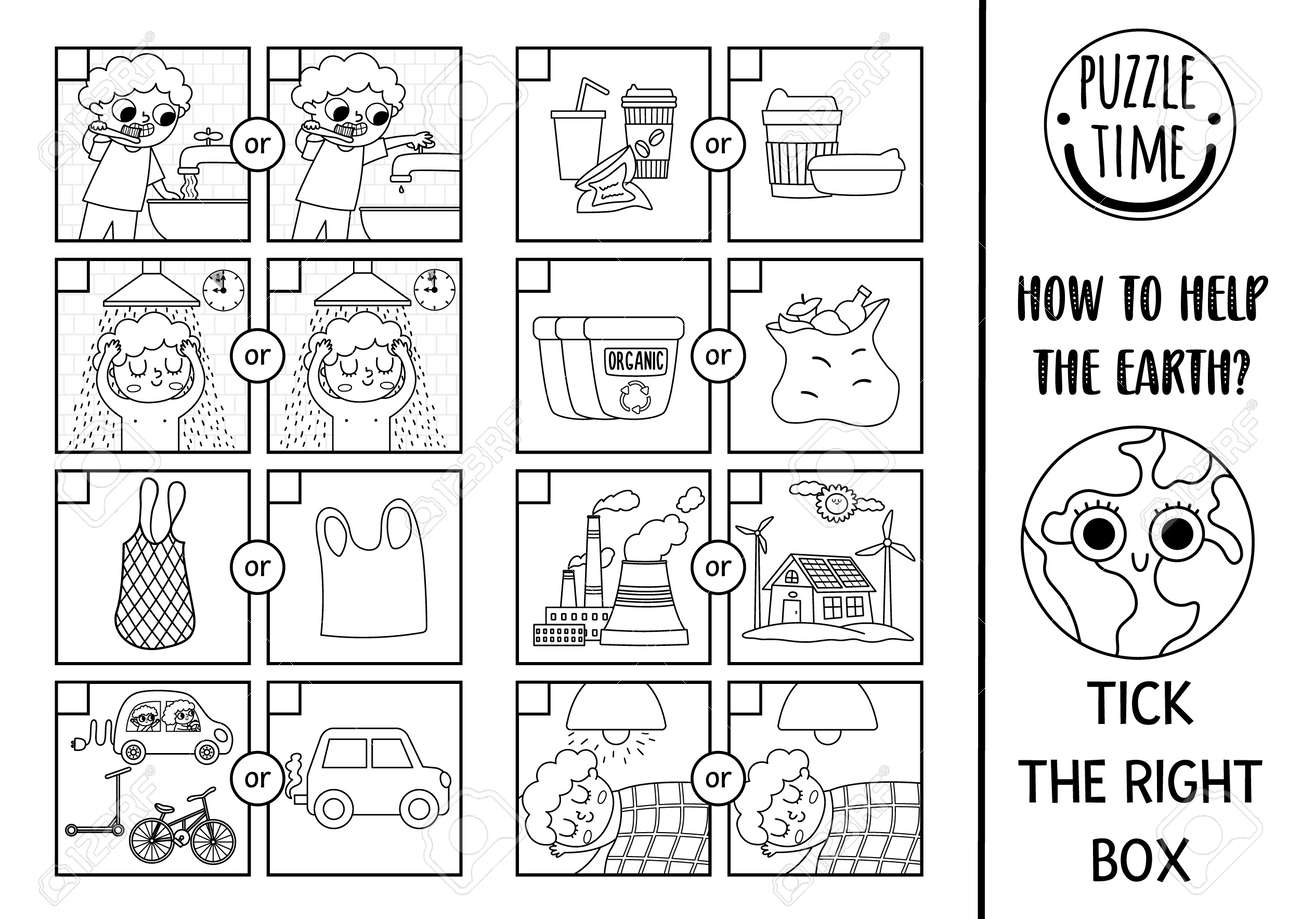 or
or
or
ORGANIC
or
or
or
or
or
PUZZLE
TIME
HOW TO HELP
THE EARTH?
TICK
THE RIGHT
BOX
123RF